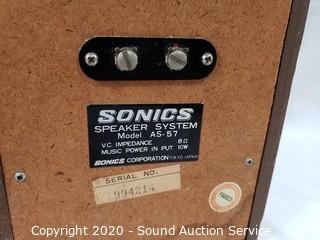 SONICS
SPEAKER SYSTEM
Model AS-57
V.C. IMPEDANCE 8Ω
MUSIC POWER IN PUT 10W
SONICS CORPORATION TOKYO, JAPAN
SERIAL NO.
994214
Copyright 2020 - Auction Sound Service